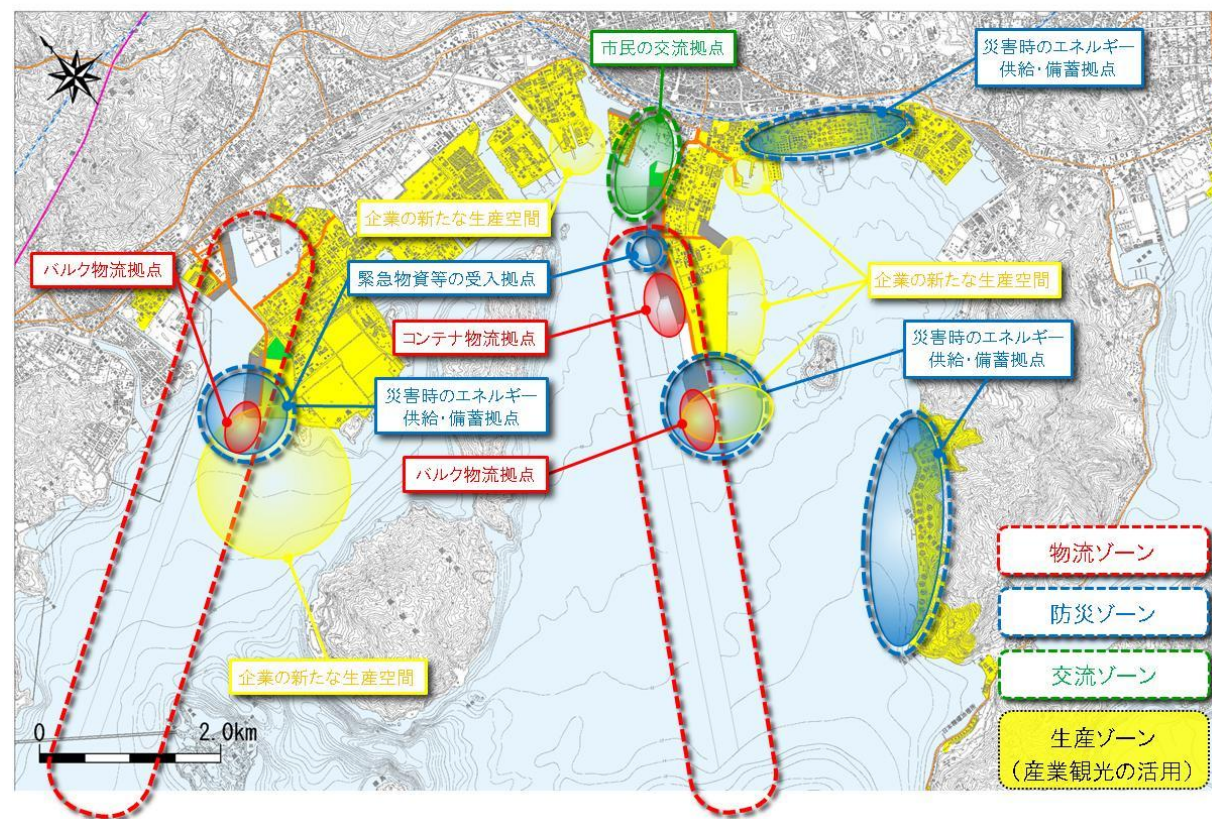 市民の交流拠点
災害時のエネルギー
供給・備蓄拠点
企業の新たな生産空間
バルク物流拠点
緊急物資等の受入拠点
企業の新たな生産空間
コンテナ物流拠点
災害時のエネルギー
供給・備蓄拠点
災害時のエネルギー
供給・備蓄拠点
バルク物流拠点
物流ゾーン
防災ゾーン
企業の新たな生産空間
交流ゾーン
0 2.0km
生産ゾーン
（産業観光の活用）